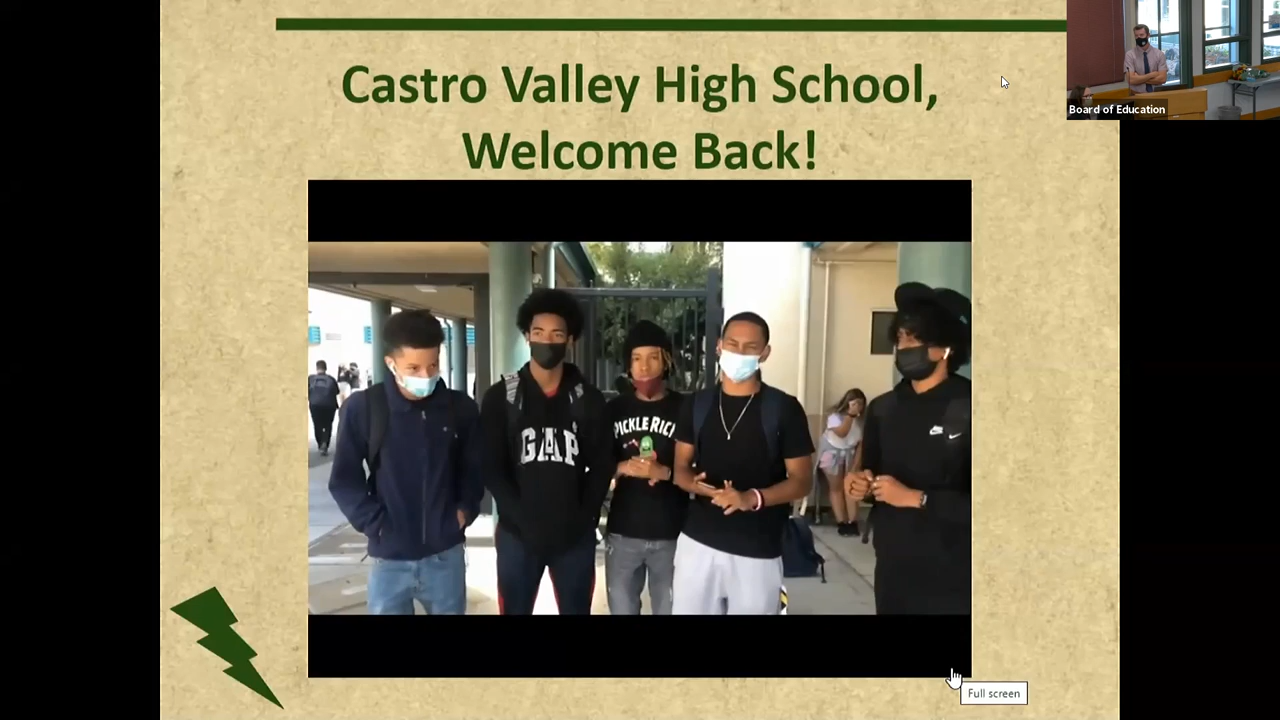 Castro Valley High School,
Welcome Back!
Board of Education
GAP
PICKLE RICK
Full screen